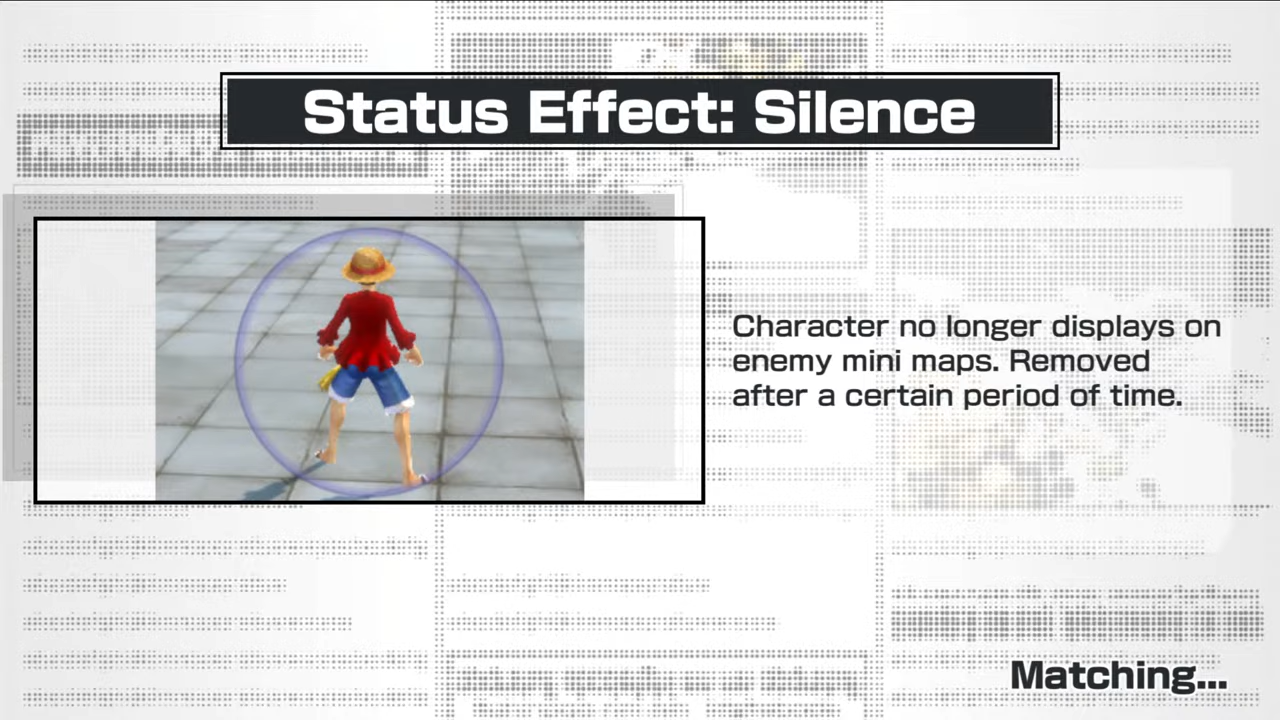 Status Effect: Silence
Character no longer displays on
enemy mini maps. Removed
after a certain period of time.
Matching...